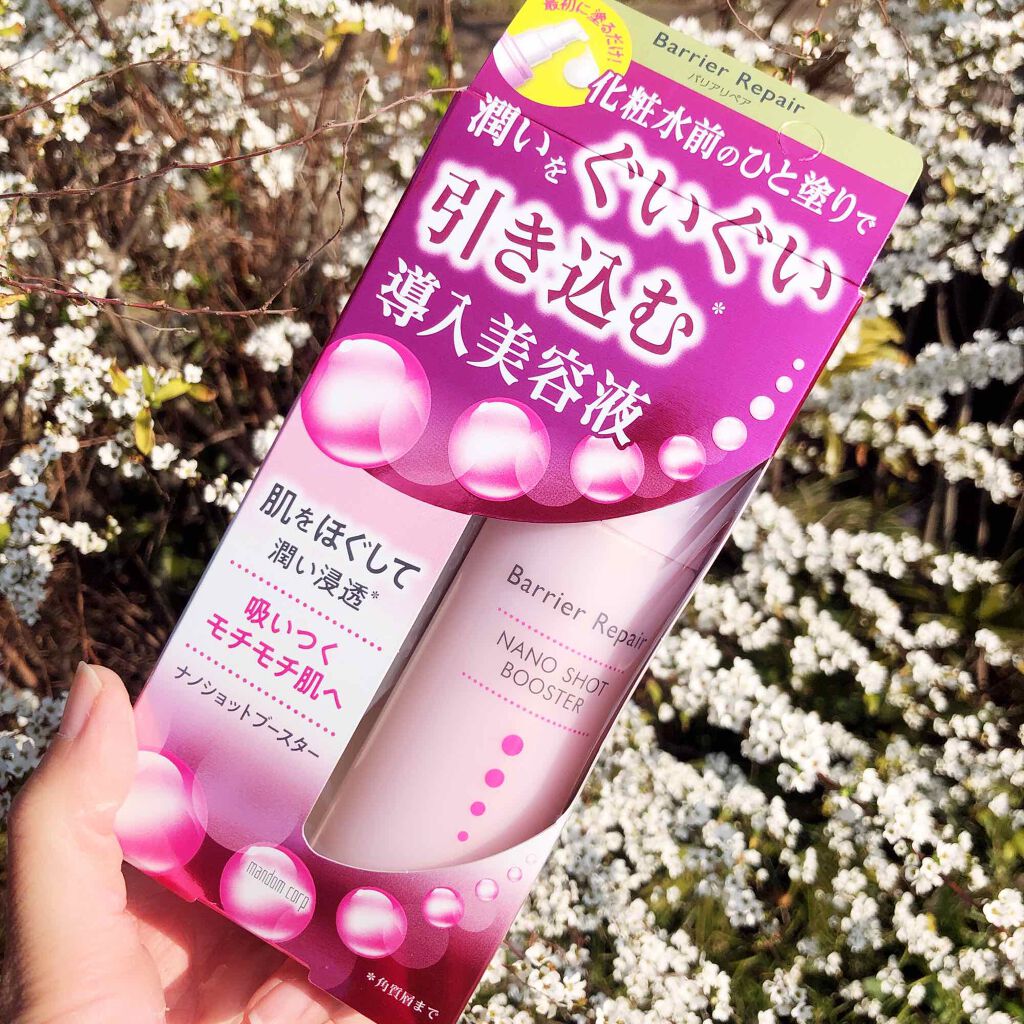 最初に塗るだけ!
Barrier Repair
バリアリペア
化粧水前のひと塗りで
潤いをぐいぐい
引き込む*
導入美容液
肌をほぐして
潤い浸透*
吸いつく
モチモチ肌へ
ナノショットブースター
Barrier Repair
NANO SHOT
BOOSTER
mandom corp
*角質層まで